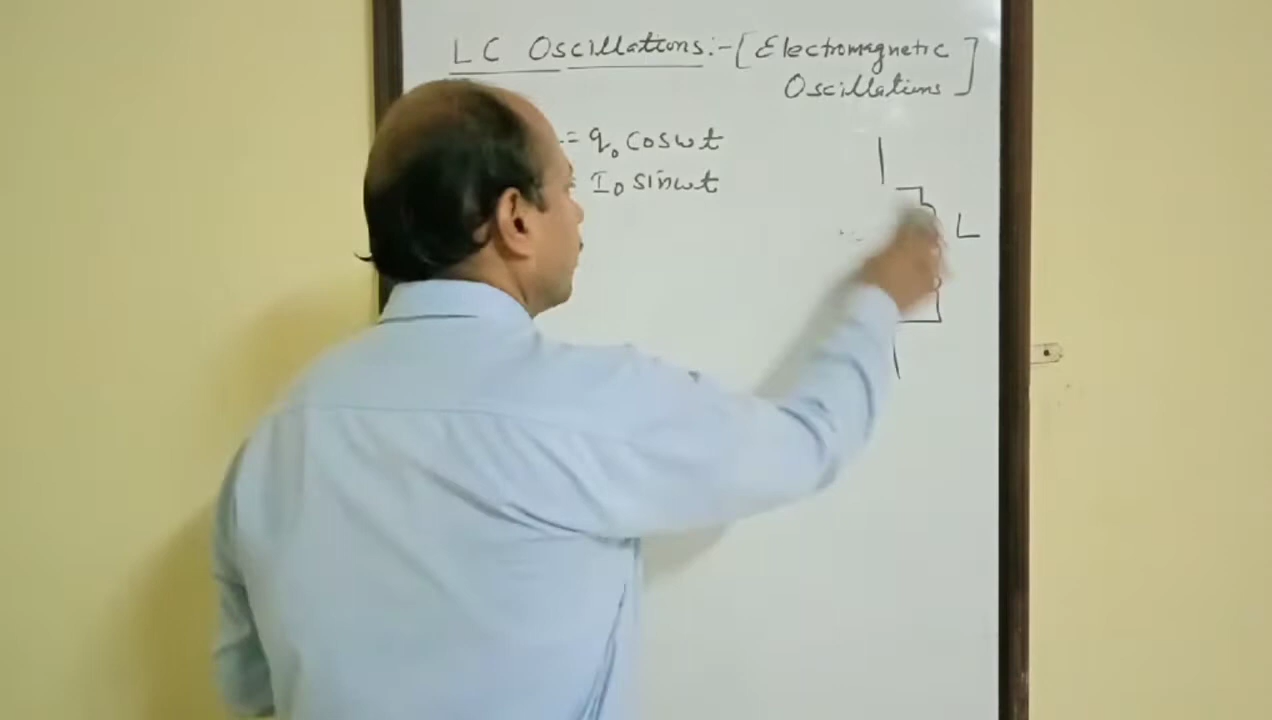 LC Oscillations:- [Electromagnetic
Oscillations]
= q₀ cosωt
I₀ sinωt
L